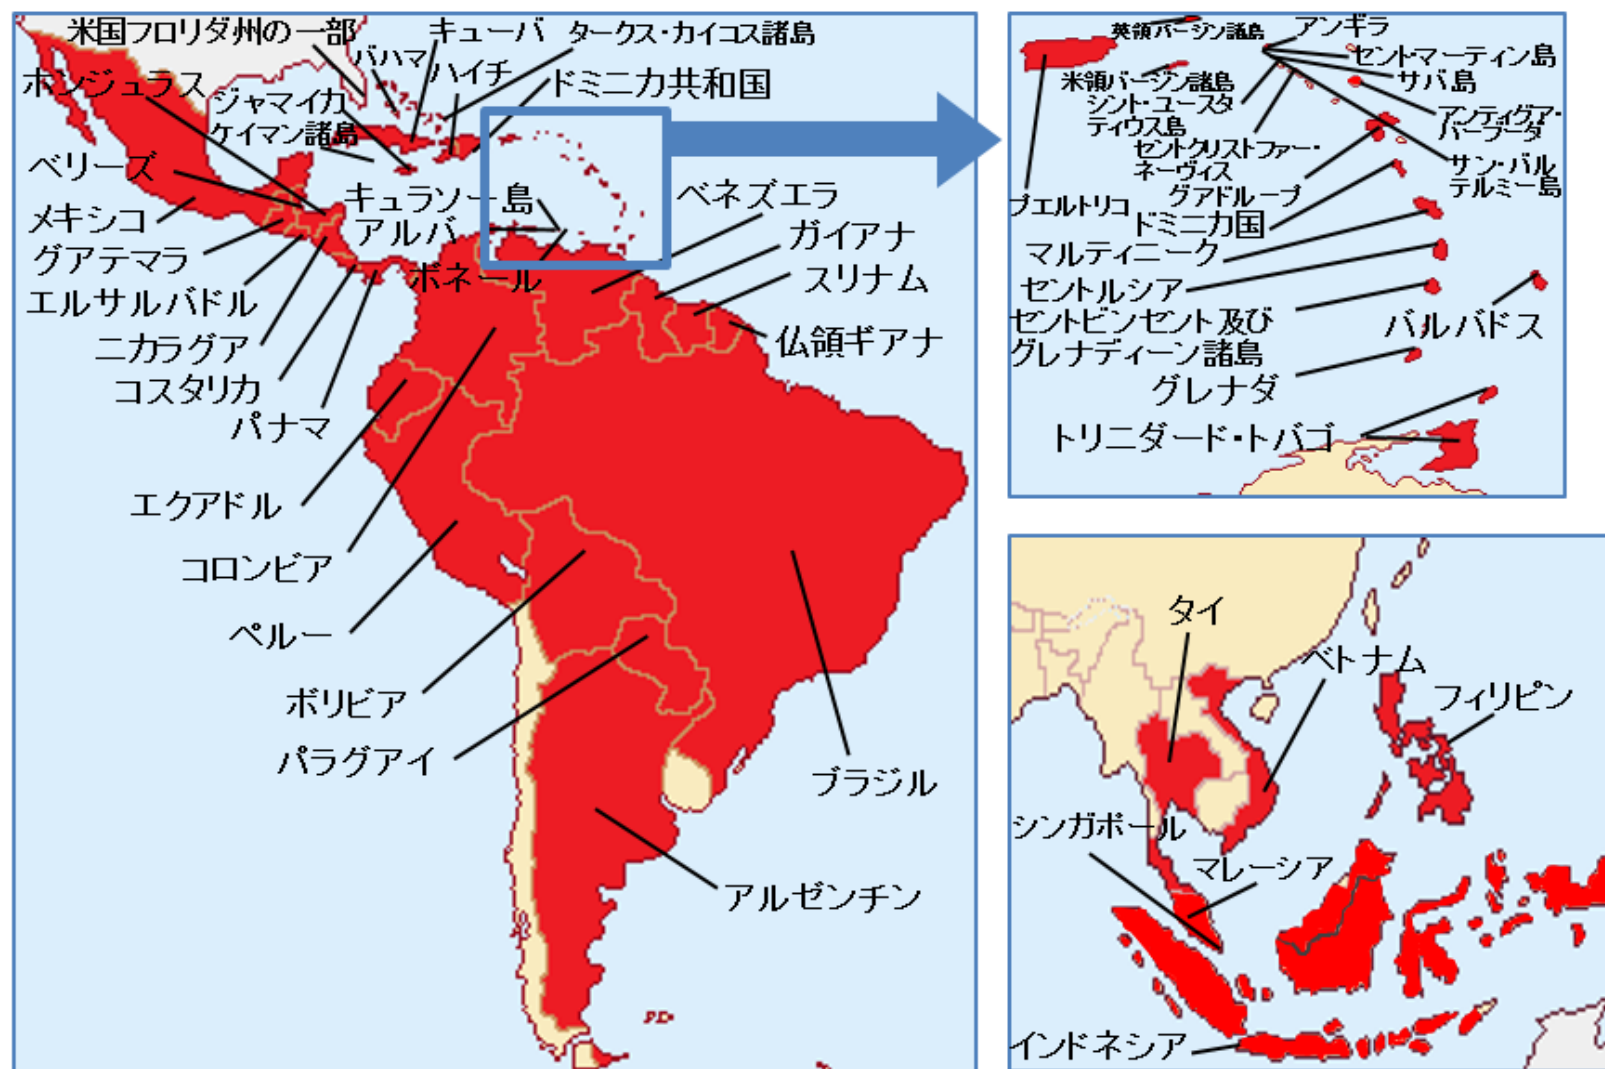 米国フロリダ州の一部
キューバ
タークス・カイコス諸島
バハマ
ハイチ
ホンジュラス
ジャマイカ
ドミニカ共和国
ケイマン諸島
ベリーズ
キュラソー島
ベネズエラ
メキシコ
アルバ
ガイアナ
グアテマラ
ボネール
スリナム
エルサルバドル
ニカラグア
仏領ギアナ
コスタリカ
パナマ
エクアドル
コロンビア
ペルー
ボリビア
パラグアイ
ブラジル
アルゼンチン
英領バージン諸島
アンギラ
セントマーティン島
米領バージン諸島
サバ島
シント・ユースタ
ティウス島
アンティグア・
バーブーダ
セントクリストファー・
ネーヴィス
サン・バル
テルミー島
グアドループ
プエルトリコ
ドミニカ国
マルティニーク
セントルシア
セントビンセント及び
グレナディーン諸島
バルバドス
グレナダ
トリニダード・トバゴ
タイ
ベトナム
フィリピン
シンガポール
マレーシア
インドネシア